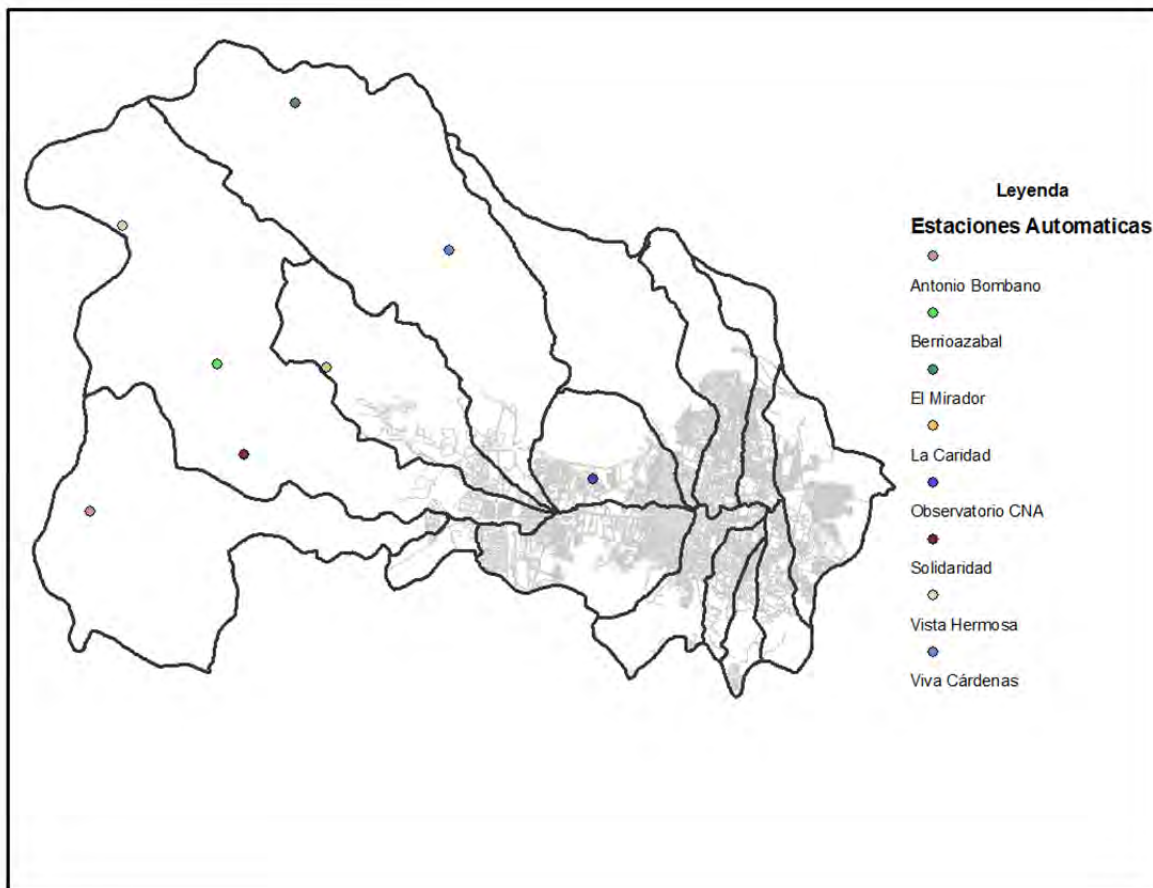 Leyenda
Estaciones Automaticas
Antonio Bombano
Berrioazabal
El Mirador
La Caridad
Observatorio CNA
Solidaridad
Vista Hermosa
Viva Cárdenas